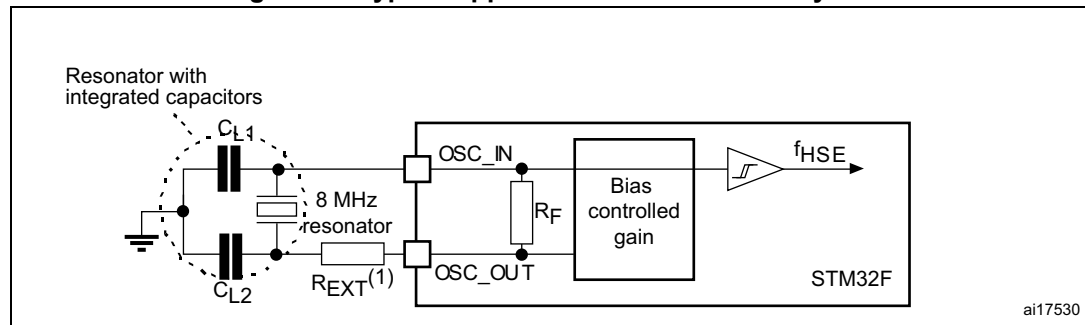 Resonator with
integrated capacitors
CL1
OSC_IN
fHSE
8 MHz
resonator
RF
Bias
controlled
gain
REXT(1)
OSC_OUT
STM32F
CL2
ai17530